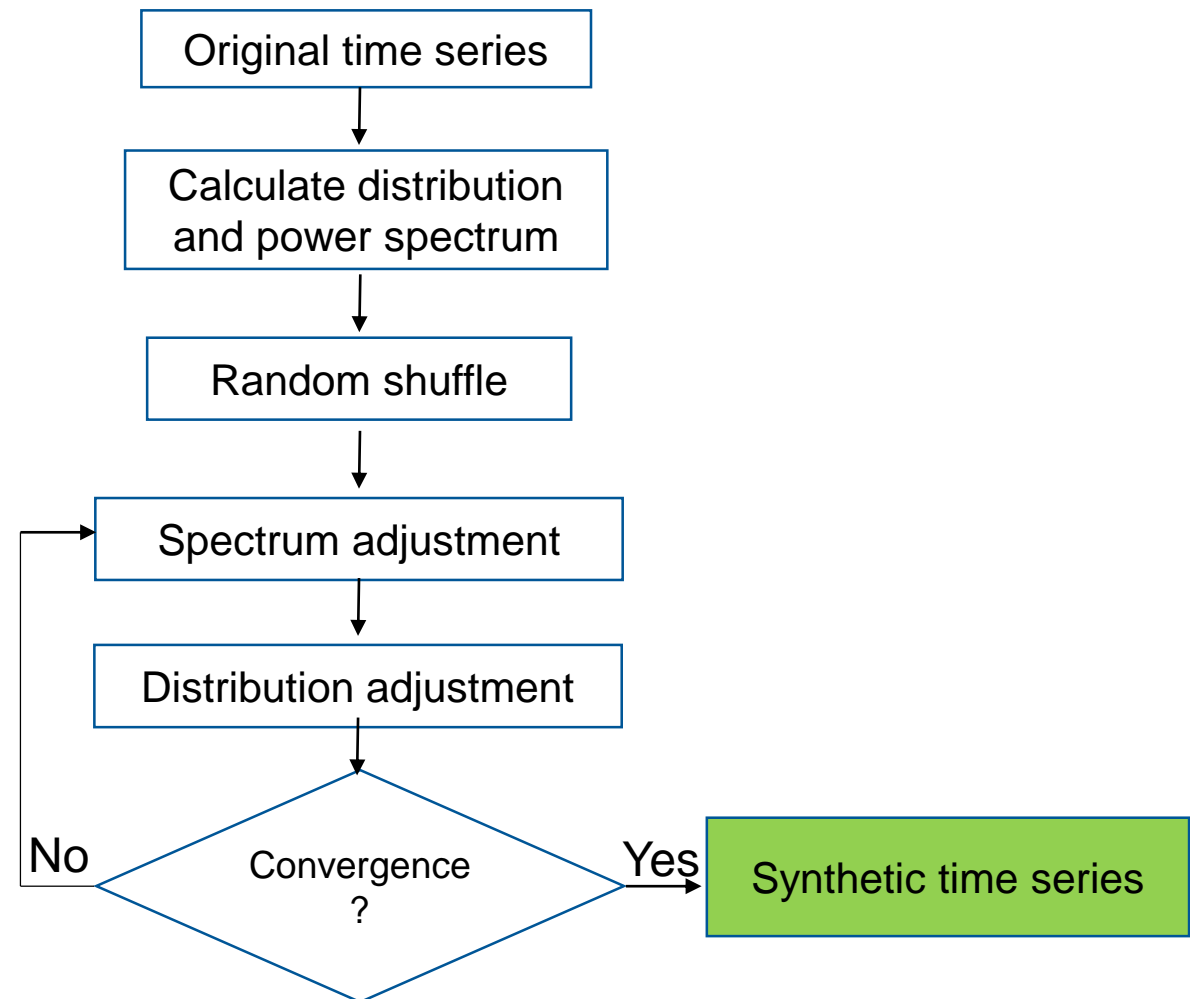 Original time series
Calculate distribution
and power spectrum
Random shuffle
Spectrum adjustment
Distribution adjustment
Convergence
?
No
Yes
Synthetic time series